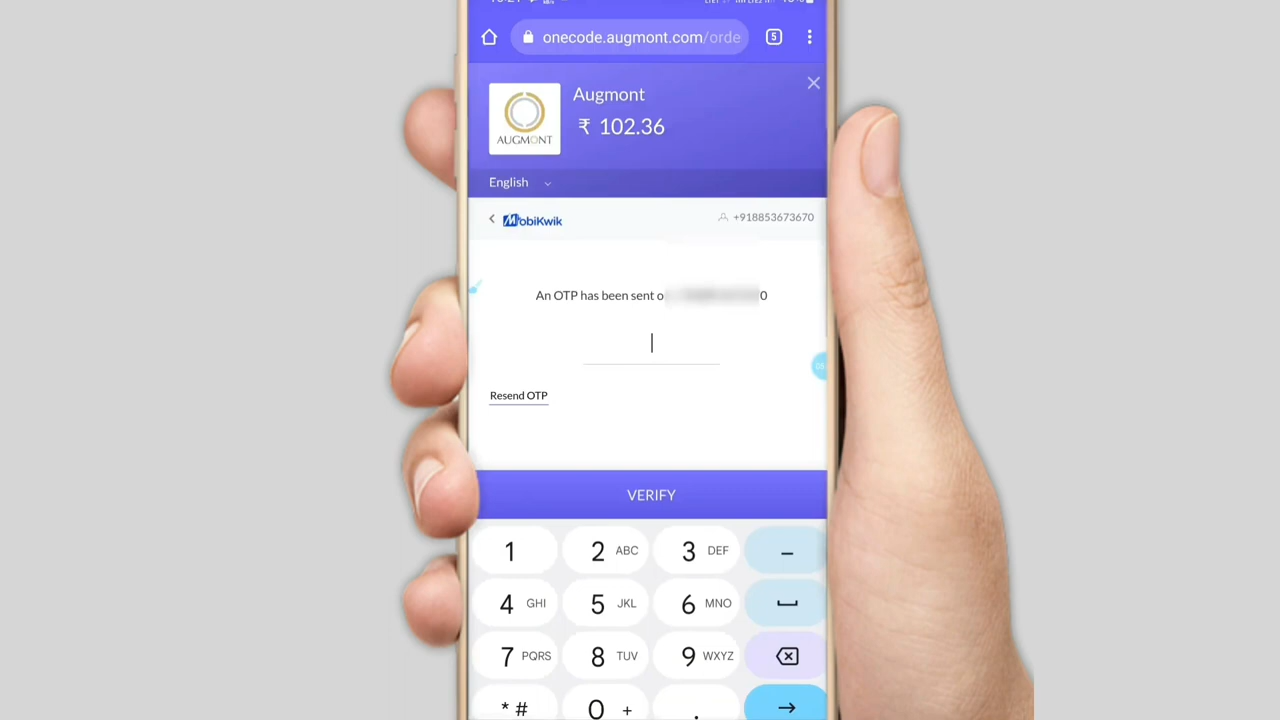 onecode.augmont.com/orde
5
Augmont
₹ 102.36
AUGMONT
English
MobiKwik
+918853673670
An OTP has been sent o
0
Resend OTP
VERIFY
1
2 ABC
3 DEF
–
4 GHI
5 JKL
6 MNO
7 PQRS
8 TUV
9 WXYZ
* #
0 +
.